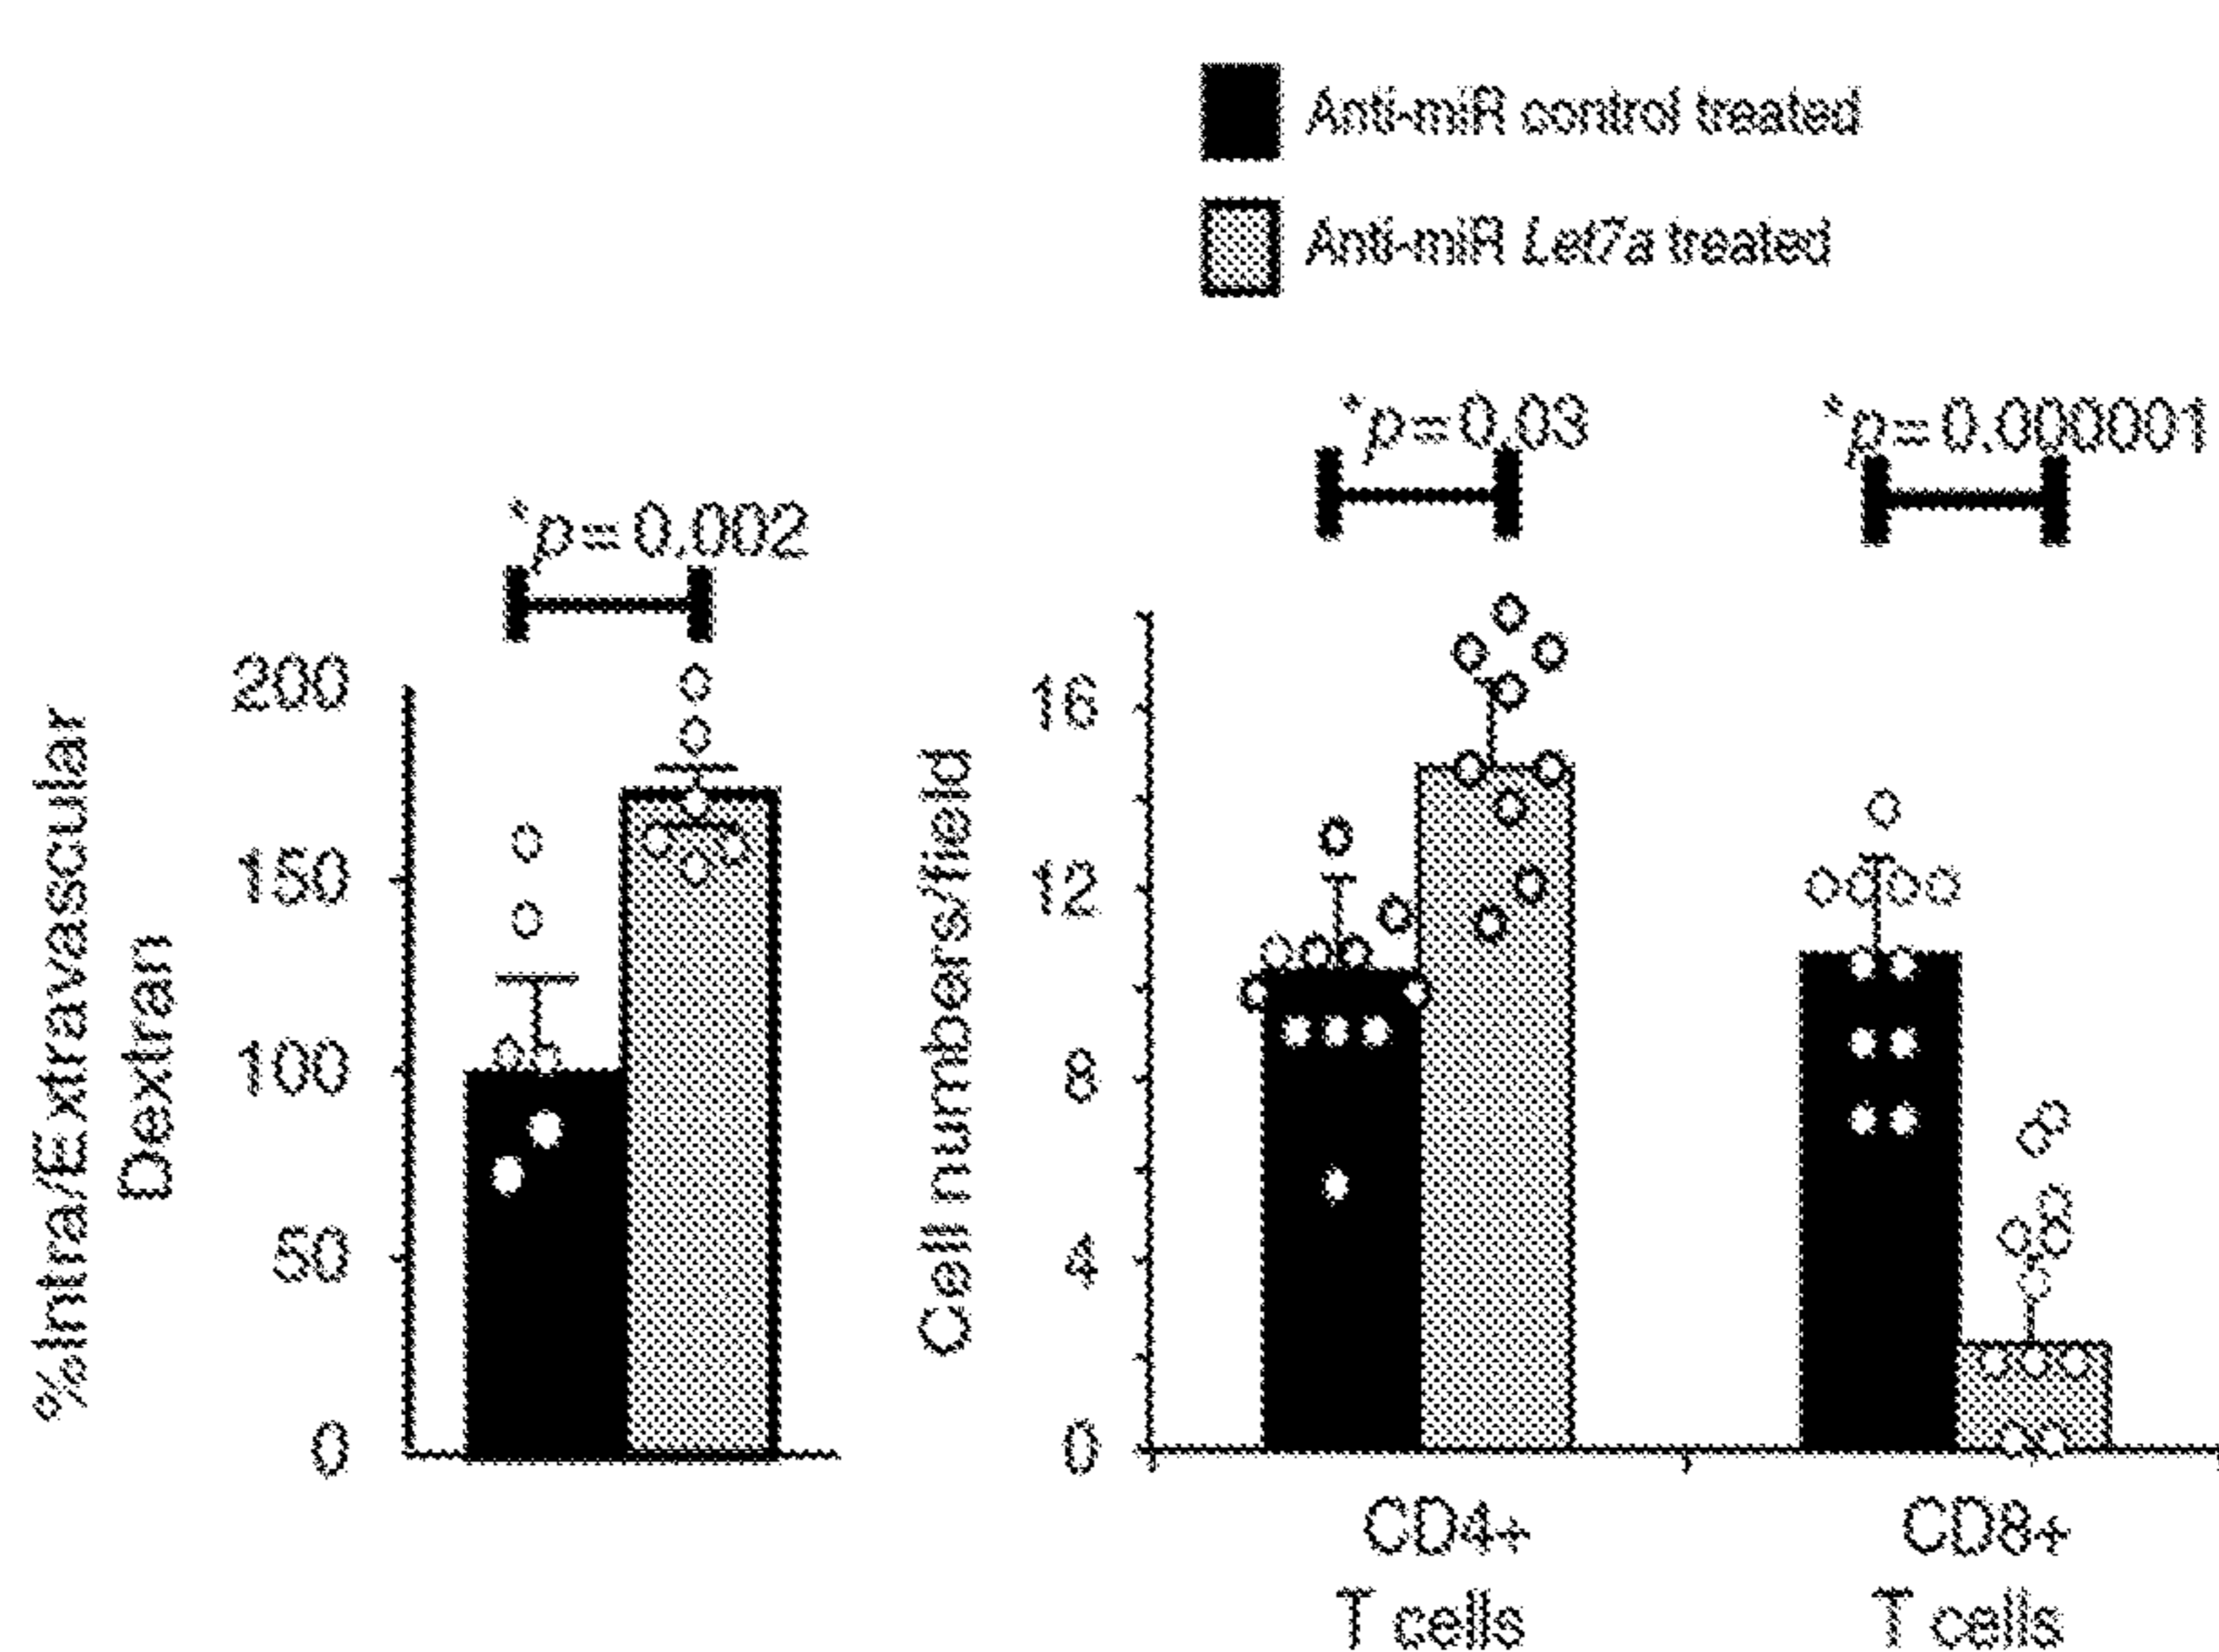 Anti-miR control treated
Anti-miR Let7a treated
*p=0.002
%Intra/Extravascular
Dextran
200
150
100
50
0
*p=0.03
*p=0.000001
Cell numbers/field
16
12
8
4
0
CD4+
T cells
CD8+
T cells